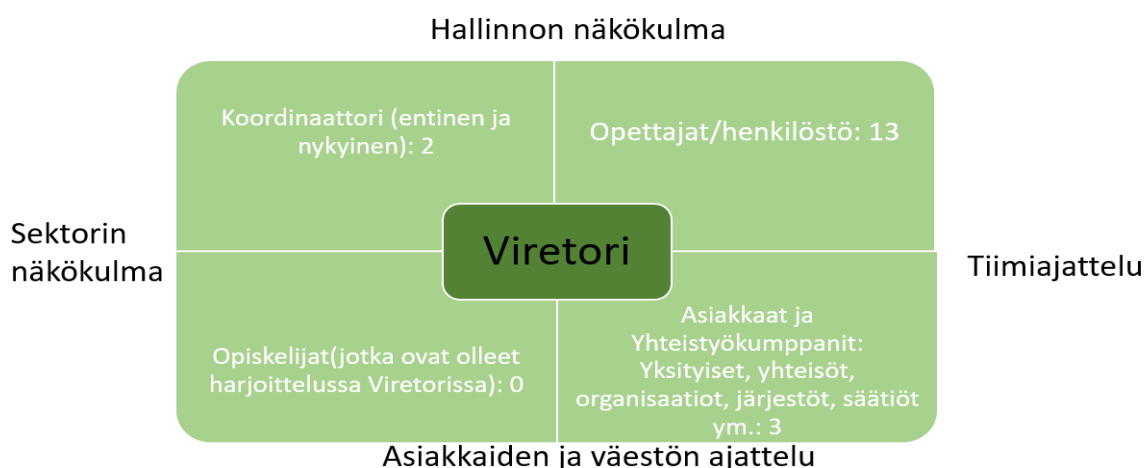 Hallinnon näkökulma
Koordinaattori (entinen ja
nykyinen): 2
Opettajat/henkilöstö: 13
Sektorin
näkökulma
Viretori
Tiimiajattelu
Opiskelijat(jotka ovat olleet
harjoittelussa Viretorissa): 0
Asiakkaat ja
Yhteistyökumppanit:
Yksityiset, yhteisöt,
organisaatiot, järjestöt, säätiöt
ym.: 3
Asiakkaiden ja väestön ajattelu